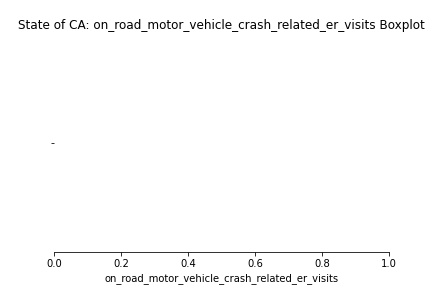 State of CA: on_road_motor_vehicle_crash_related_er_visits Boxplot
0.0 0.2 0.4 0.6 0.8 1.0
on_road_motor_vehicle_crash_related_er_visits